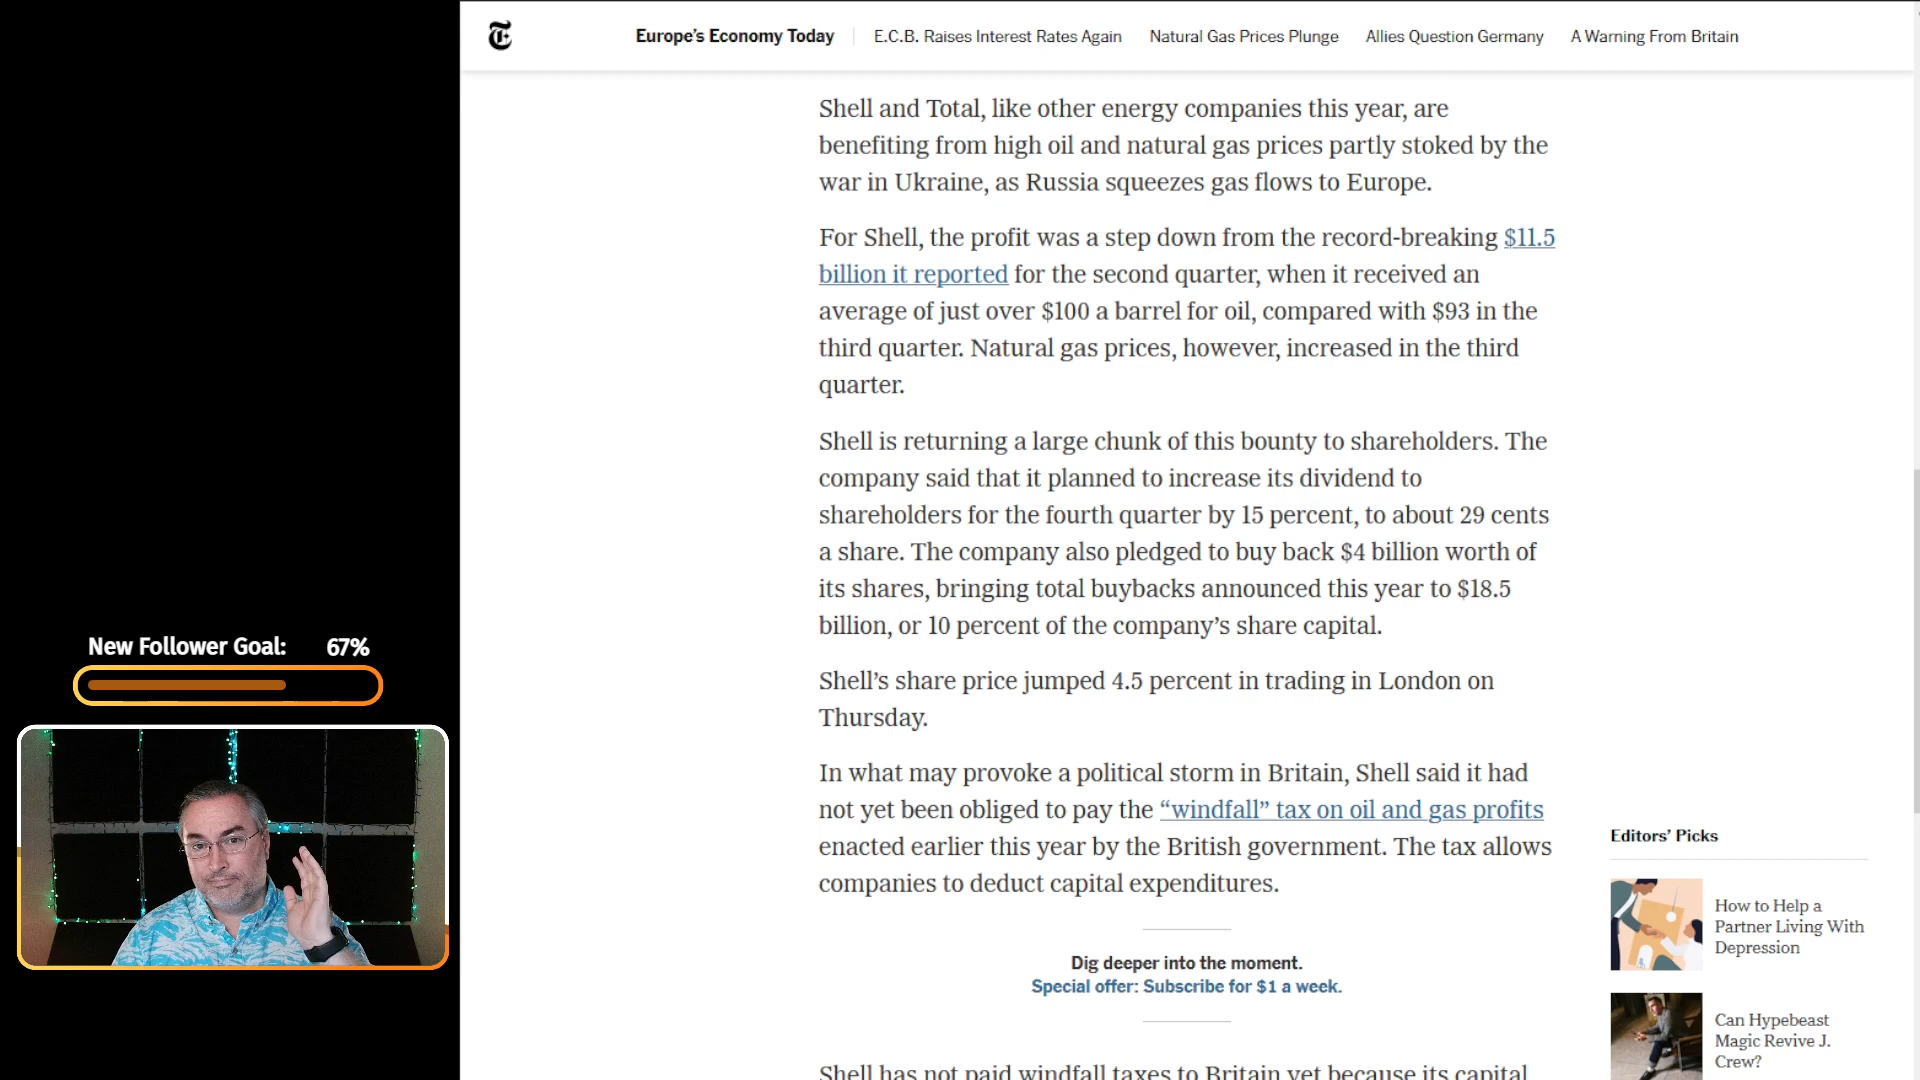 Europe's Economy Today
E.C.B. Raises Interest Rates Again
Natural Gas Prices Plunge
Allies Question Germany
A Warning From Britain
Shell and Total, like other energy companies this year, are
benefiting from high oil and natural gas prices partly stoked by the
war in Ukraine, as Russia squeezes gas flows to Europe.
For Shell, the profit was a step down from the record-breaking $11.5
billion it reported for the second quarter, when it received an
average of just over $100 a barrel for oil, compared with $93 in the
third quarter. Natural gas prices, however, increased in the third
quarter.
Shell is returning a large chunk of this bounty to shareholders. The
company said that it planned to increase its dividend to
shareholders for the fourth quarter by 15 percent, to about 29 cents
a share. The company also pledged to buy back $4 billion worth of
its shares, bringing total buybacks announced this year to $18.5
billion, or 10 percent of the company’s share capital.
Shell’s share price jumped 4.5 percent in trading in London on
Thursday.
In what may provoke a political storm in Britain, Shell said it had
not yet been obliged to pay the “windfall” tax on oil and gas profits
enacted earlier this year by the British government. The tax allows
companies to deduct capital expenditures.
Dig deeper into the moment.
Special offer: Subscribe for $1 a week.
Shell has not paid windfall taxes to Britain yet because its capital
New Follower Goal: 67%
Editors’ Picks
How to Help a
Partner Living With
Depression
Can Hypebeast
Magic Revive J.
Crew?